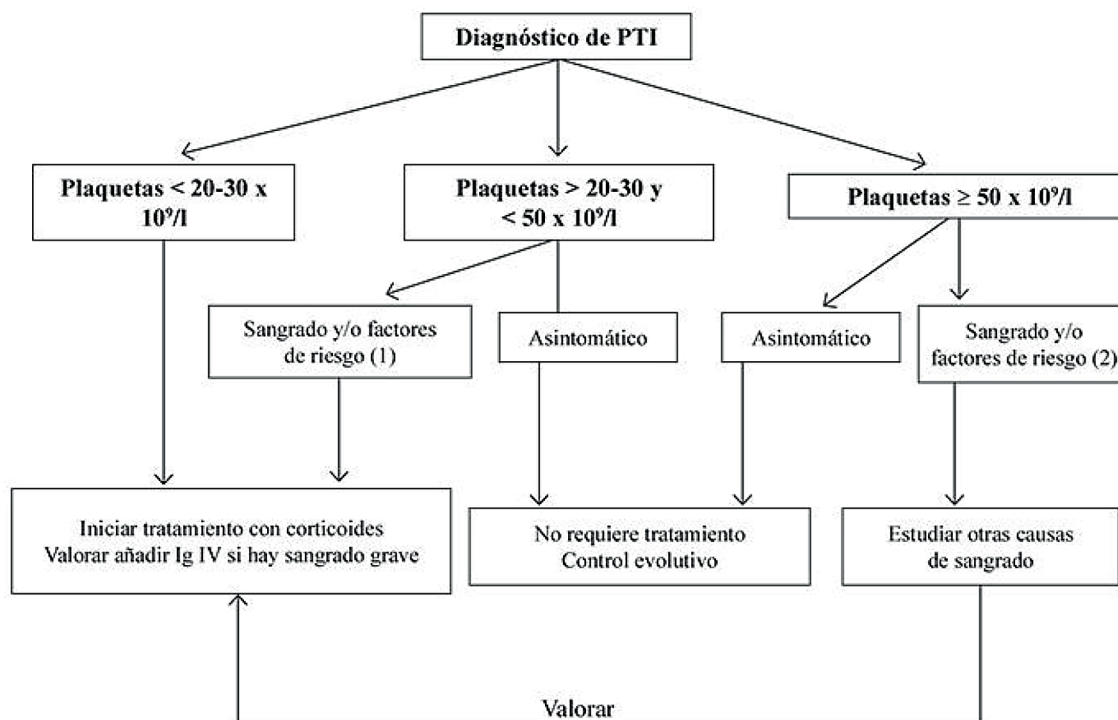 Diagnóstico de PTI
Plaquetas < 20-30 x
10⁹/l
Plaquetas > 20-30 y
< 50 x 10⁹/l
Plaquetas ≥ 50 x 10⁹/l
Sangrado y/o factores
de riesgo (1)
Asintomático
Asintomático
Sangrado y/o
factores de riesgo (2)
Iniciar tratamiento con corticoides
Valorar añadir Ig IV si hay sangrado grave
No requiere tratamiento
Control evolutivo
Estudiar otras causas
de sangrado
Valorar